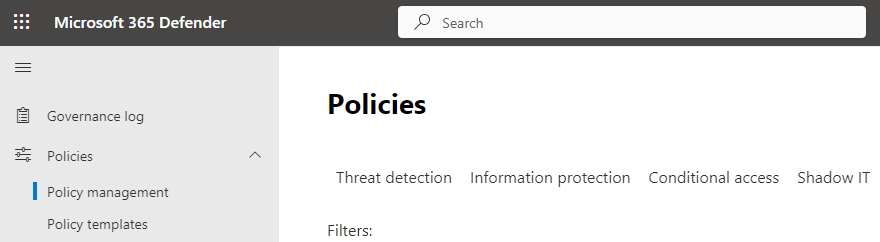 Microsoft 365 Defender
Search
Governance log
Policies
Policy management
Policy templates
Policies
Threat detection Information protection Conditional access Shadow IT
Filters: